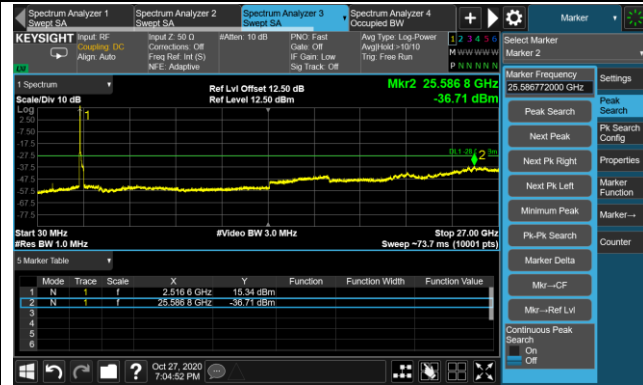 Spectrum Analyzer 1
Swept SA
Spectrum Analyzer 2
Swept SA
Spectrum Analyzer 3
Swept SA
Spectrum Analyzer 4
Occupied BW
Marker
KEYSIGHT
Input: RF
Coupling: DC
Align: Auto
Input Z: 50 Ω
Corrections: Off
Freq Ref: Int (S)
NFE: Adaptive
#Atten: 10 dB
PNO: Fast
Gate: Off
IF Gain: Low
Sig Track: Off
Avg Type: Log-Power
Avg|Hold:>10/10
Trig: Free Run
1 2 3 4 5 6
M W W W W W
P N N N N N
Select Marker
Marker 2
1 Spectrum
Scale/Div 10 dB
Log
Ref Lvl Offset 12.50 dB
Ref Level 12.50 dBm
Mkr2 25.586 8 GHz
-36.71 dBm
2.50
-7.50
-17.5
-27.5
-37.5
-47.5
-57.5
-67.5
-77.5
1
2
Start 30 MHz
#Res BW 1.0 MHz
#Video BW 3.0 MHz
Stop 27.00 GHz
Sweep ~73.7 ms (10001 pts)
5 Marker Table
Mode Trace Scale X Y Function Function Width Function Value
1 N 1 f 2.516 6 GHz 15.34 dBm
2 N 1 f 25.586 8 GHz -36.71 dBm
3
4
5
6
Marker Frequency
25.586772000 GHz
Peak Search
Next Peak
Next Pk Right
Next Pk Left
Minimum Peak
Pk-Pk Search
Marker Delta
Mkr→CF
Mkr→Ref Lvl
Continuous Peak
Search
On
Off
Settings
Peak
Search
Pk Search
Config
Properties
Marker
Function
Marker→
Counter
Oct 27, 2020
7:04:52 PM